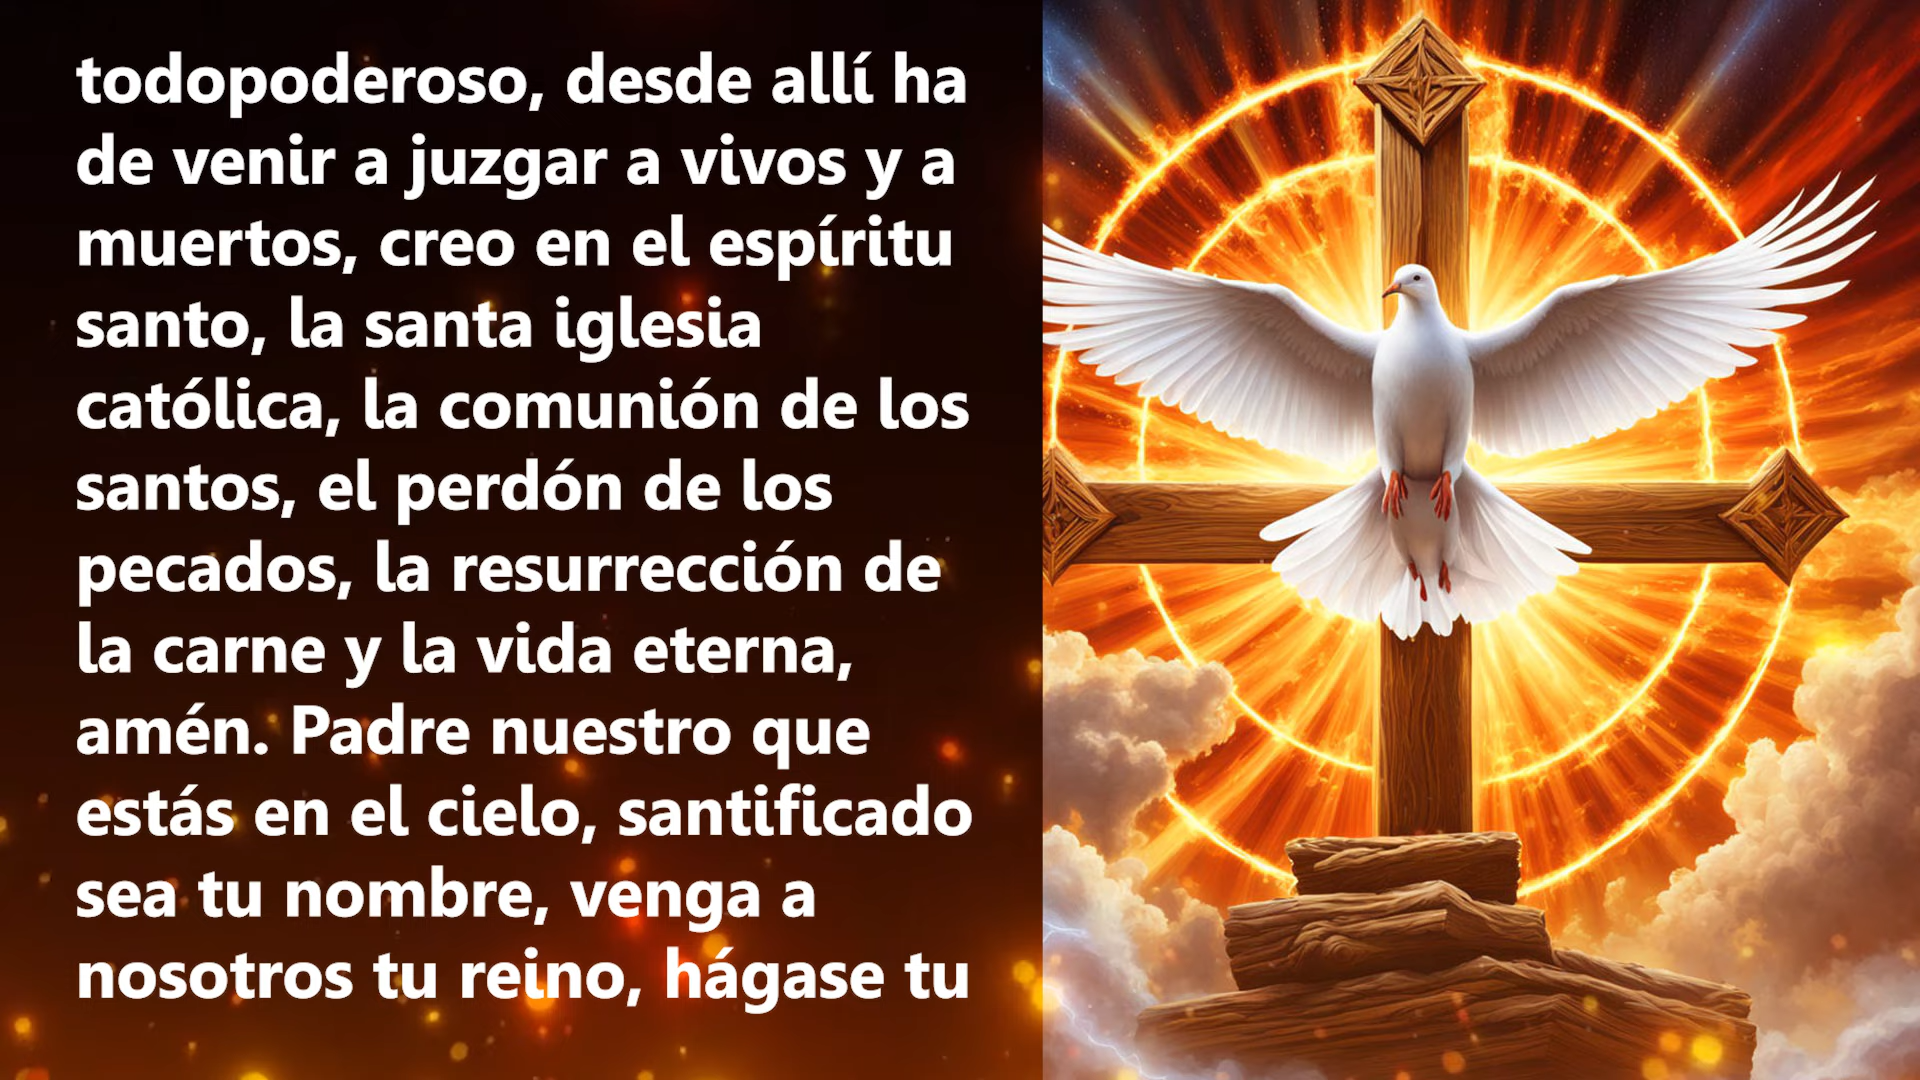 todopoderoso, desde allí ha
de venir a juzgar a vivos y a
muertos, creo en el espíritu
santo, la santa iglesia
católica, la comunión de los
santos, el perdón de los
pecados, la resurrección de
la carne y la vida eterna,
amén. Padre nuestro que
estás en el cielo, santificado
sea tu nombre, venga a
nosotros tu reino, hágase tu